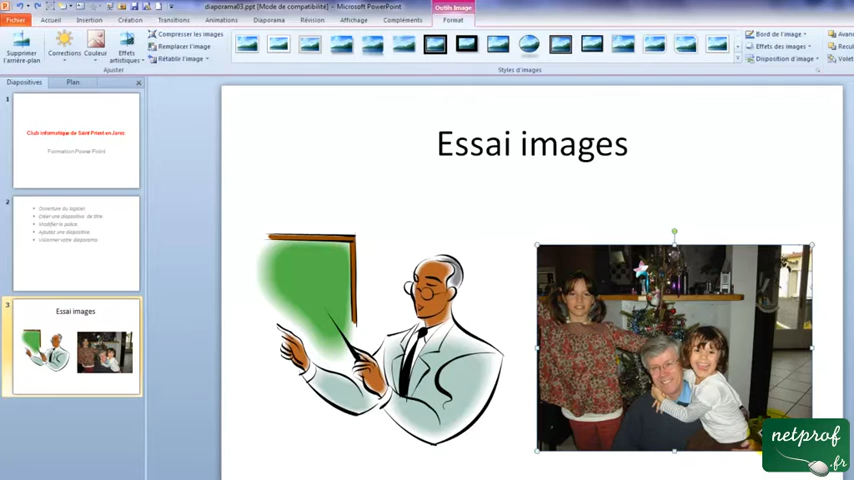 diaporama03.ppt [Mode de compatibilité] - Microsoft PowerPoint
Outils Image
Fichier Accueil Insertion Création Transitions Animations Diaporama Révision Affichage Compléments Format
Supprimer l'arrière-plan
Corrections
Couleur
Effets artistiques
Compresser les images
Remplacer l'image
Rétablir l'image
Ajuster
Styles d'images
Bord de l'image
Effets des images
Disposition d'image
Diapositives Plan
1
Club informatique de Saint Priest en Jarez
Formation Power Point
2
Ouverture du logiciel
Créer une diapositive de titre
Modifier la police
Ajoutez une diapositive
Visionner votre diaporama
3
Essai images
Essai images
netprof
.fr